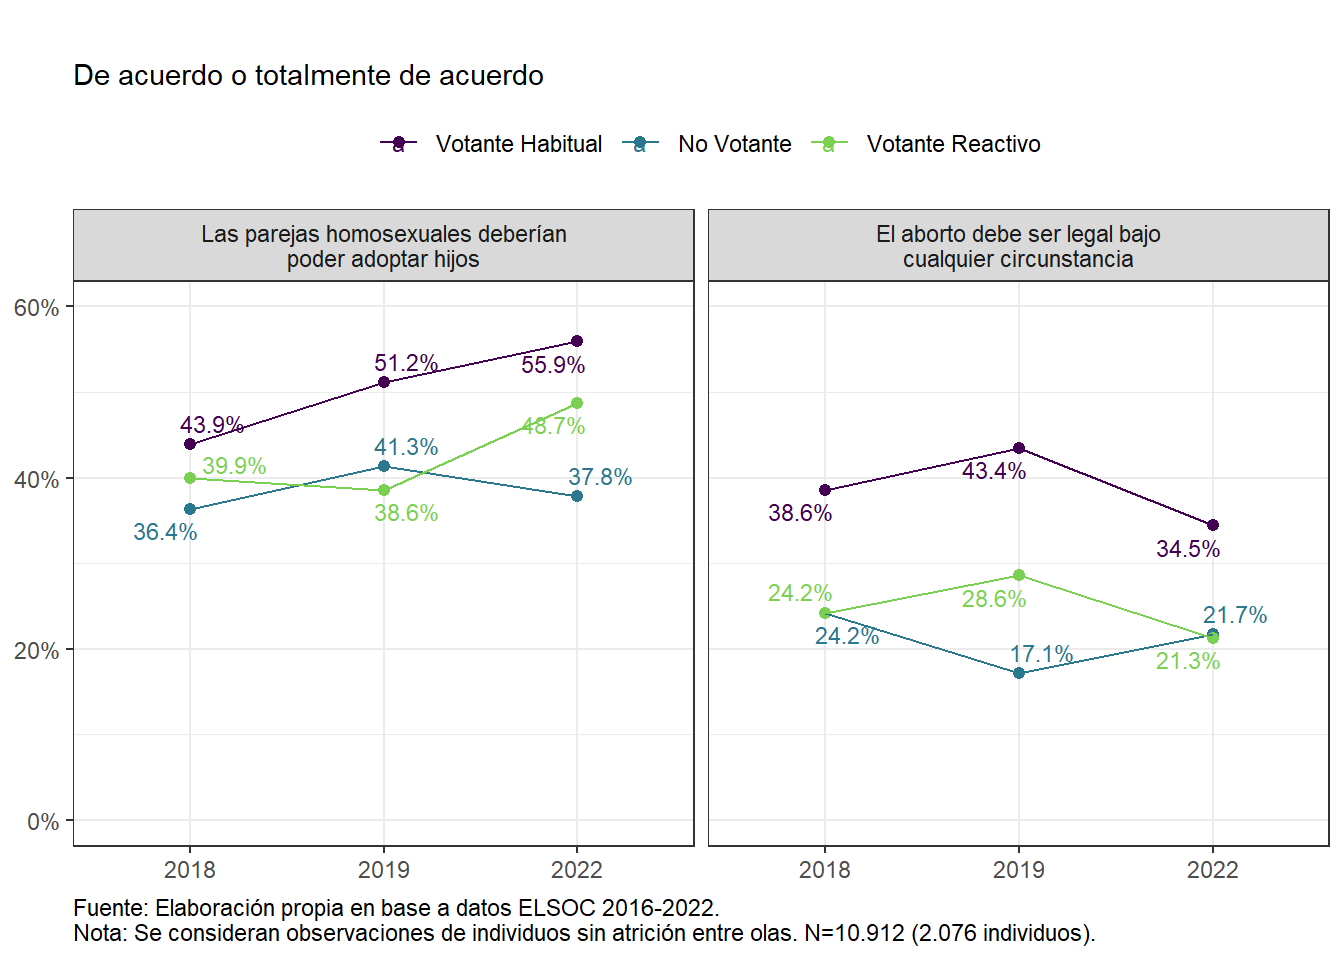 De acuerdo o totalmente de acuerdo
a Votante Habitual a No Votante a Votante Reactivo
Las parejas homosexuales deberían
poder adoptar hijos
El aborto debe ser legal bajo
cualquier circunstancia
60%
40%
20%
0%
43.9%
51.2%
55.9%
39.9%
41.3%
48.7%
36.4%
38.6%
37.8%
38.6%
43.4%
34.5%
24.2%
28.6%
21.7%
24.2%
17.1%
21.3%
2018 2019 2022
2018 2019 2022
Fuente: Elaboración propia en base a datos ELSOC 2016-2022.
Nota: Se consideran observaciones de individuos sin atrición entre olas. N=10.912 (2.076 individuos).